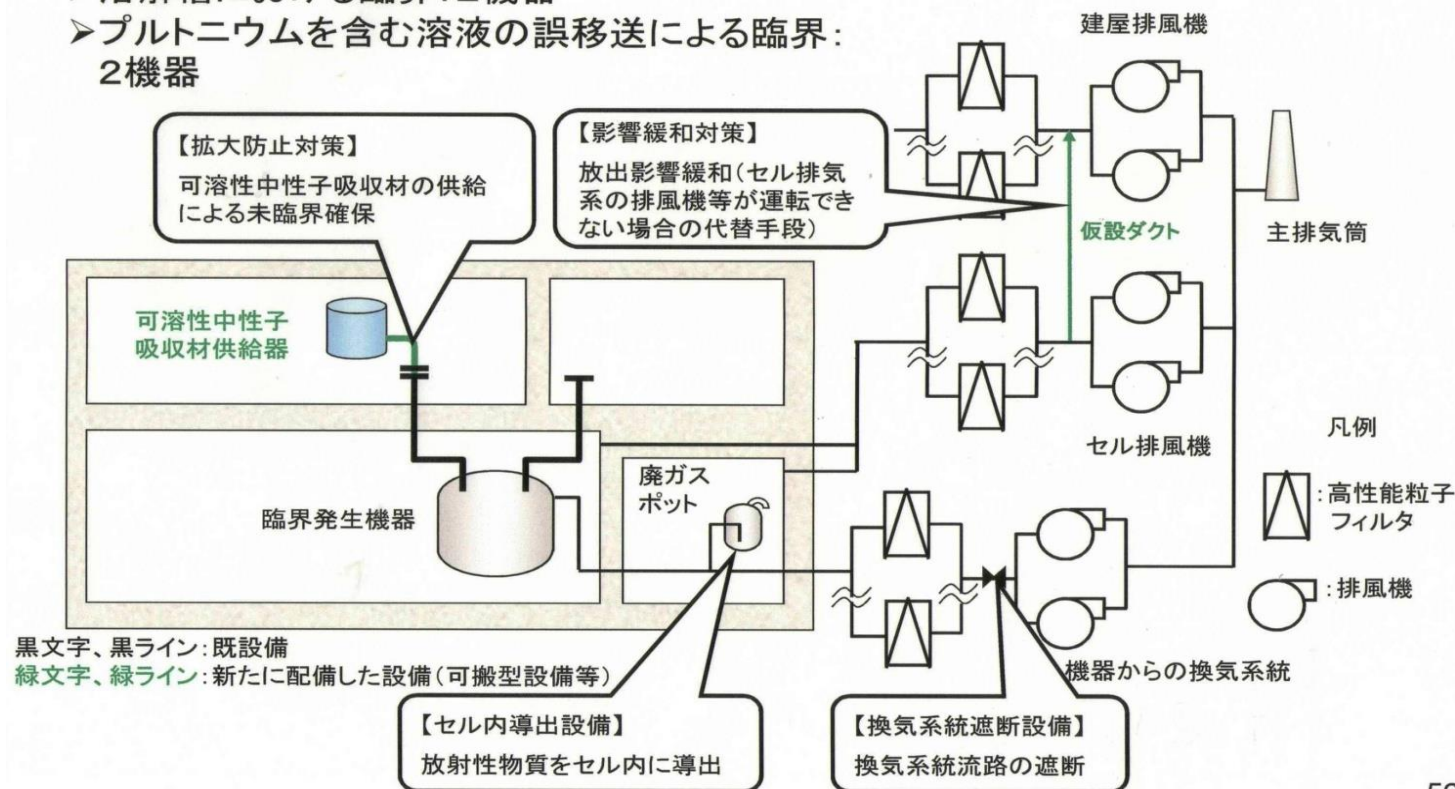 ➢プルトニウムを含む溶液の誤移送による臨界:
2機器
建屋排風機
【拡大防止対策】
可溶性中性子吸収材の供給
による未臨界確保
【影響緩和対策】
放出影響緩和(セル排気
系の排風機等が運転でき
ない場合の代替手段)
仮設ダクト
主排気筒
可溶性中性子
吸収材供給器
セル排風機
凡例
廃ガス
ポット
臨界発生機器
:高性能粒子
フィルタ
:排風機
黒文字、黒ライン:既設備
緑文字、緑ライン:新たに配備した設備(可搬型設備等)
機器からの換気系統
【セル内導出設備】
放射性物質をセル内に導出
【換気系統遮断設備】
換気系統流路の遮断